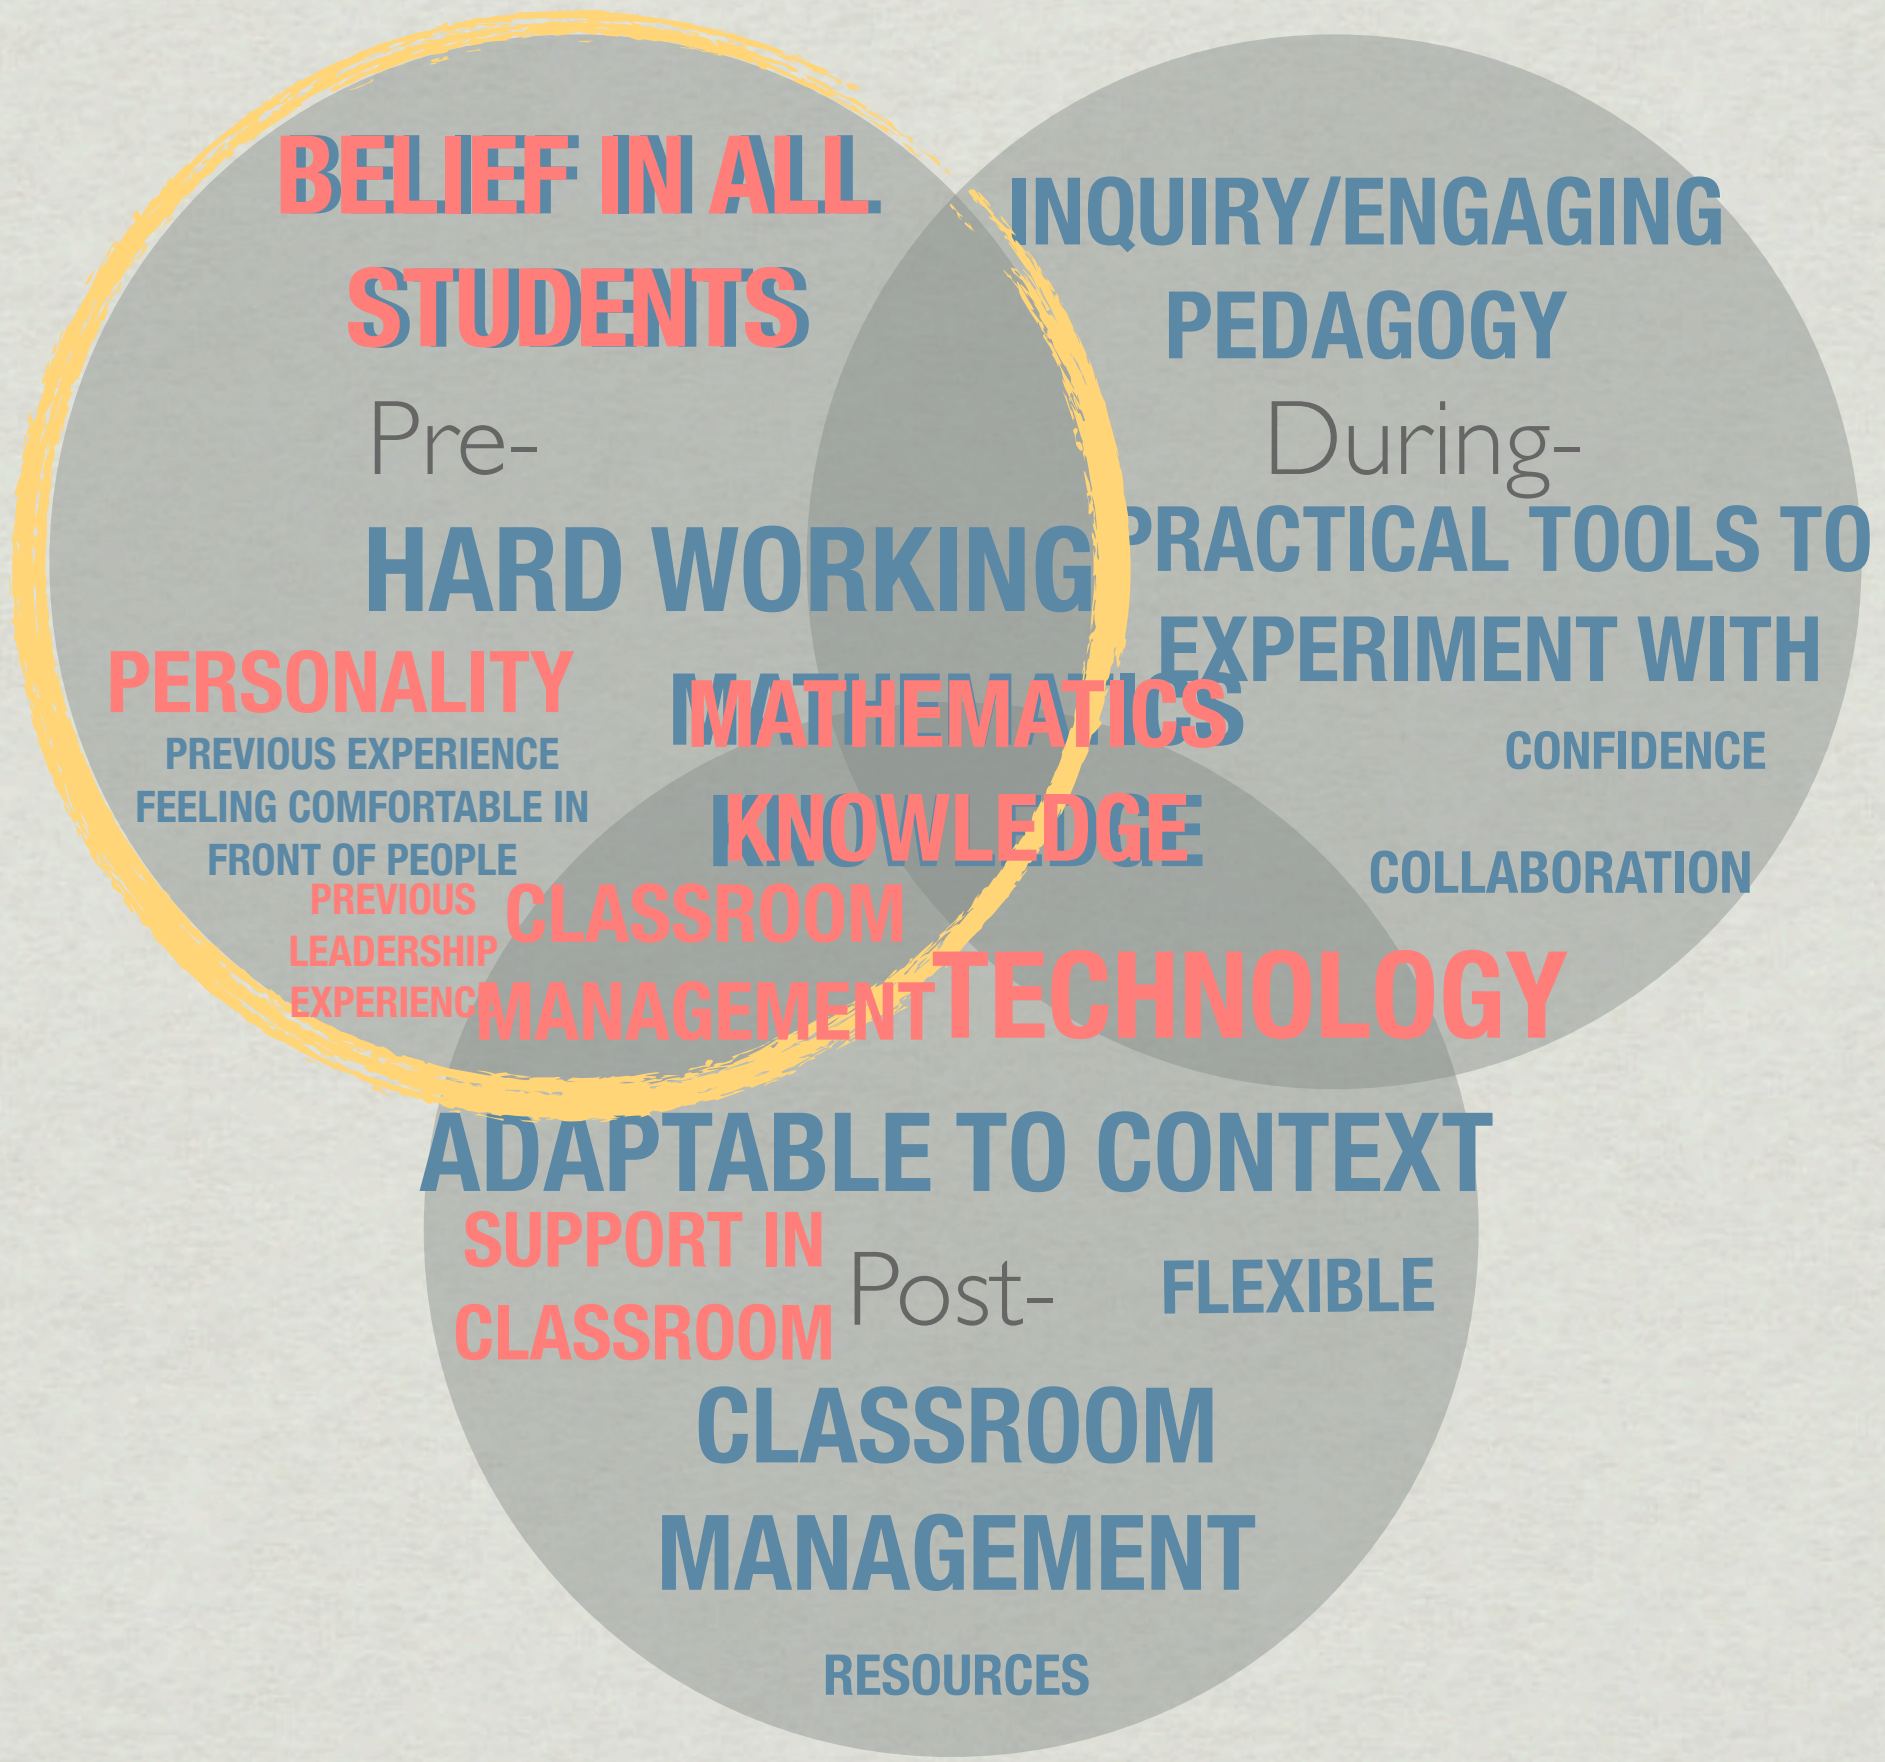 BELIEF IN ALL
STUDENTS
Pre-
HARD WORKING
PERSONALITY
PREVIOUS EXPERIENCE
FEELING COMFORTABLE IN
FRONT OF PEOPLE
PREVIOUS
LEADERSHIP
EXPERIENCE
INQUIRY/ENGAGING
PEDAGOGY
During-
PRACTICAL TOOLS TO
EXPERIMENT WITH
CONFIDENCE
COLLABORATION
MATHEMATICS
KNOWLEDGE
CLASSROOM
MANAGEMENT
TECHNOLOGY
ADAPTABLE TO CONTEXT
SUPPORT IN
CLASSROOM
Post-
FLEXIBLE
CLASSROOM
MANAGEMENT
RESOURCES